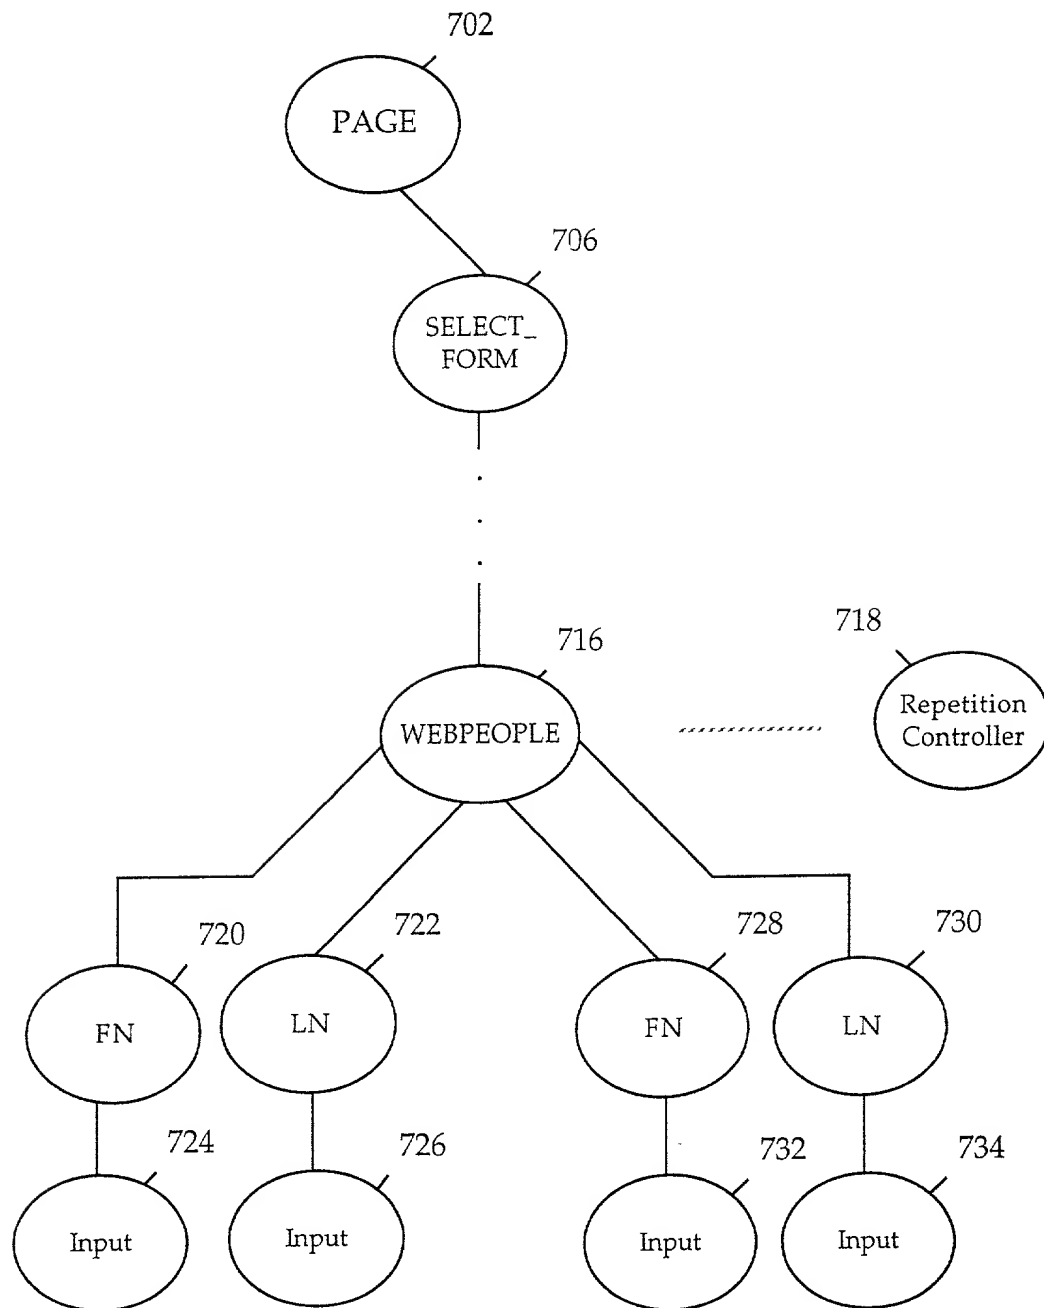 702
PAGE
706
SELECT_
FORM
716
718
WEBPEOPLE
Repetition
Controller
720
722
728
730
FN
LN
FN
LN
724
726
732
734
Input
Input
Input
Input